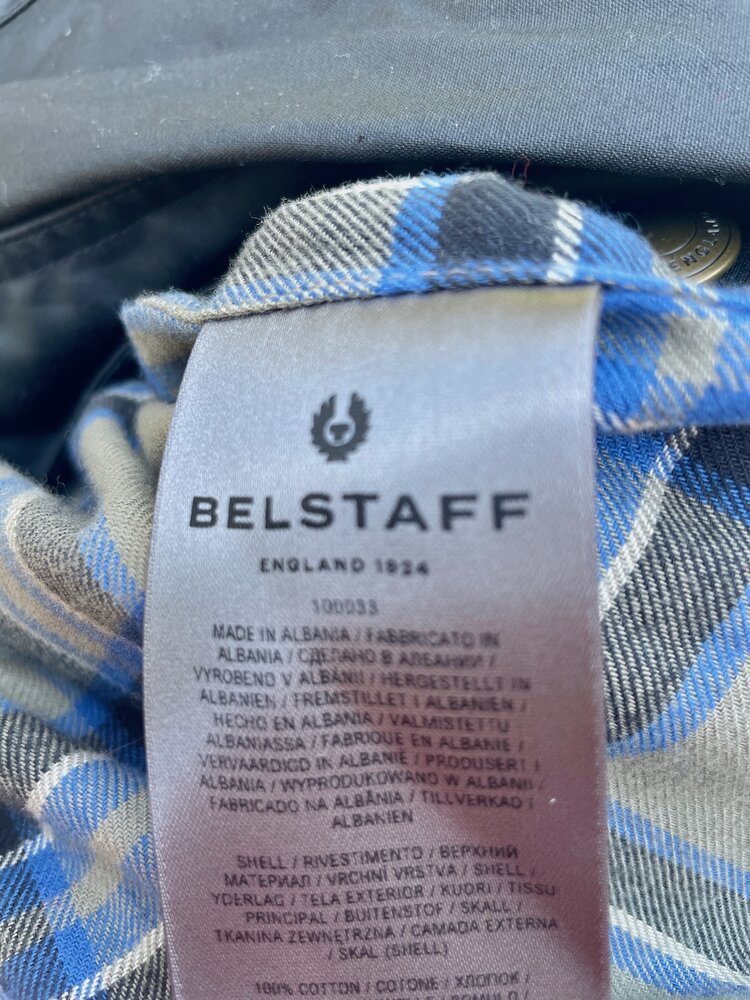 ENGLAND
BELSTAFF
ENGLAND 1924
100033
MADE IN ALBANIA / FABBRICATO IN
ALBANIA / СДЕЛАНО В АЛБАНИИ /
VYROBENO V ALBÁNII / HERGESTELLT IN
ALBANIEN / FREMSTILLET I ALBANIEN /
HECHO EN ALBANIA / VALMISTETTU
ALBANIASSA / FABRIQUE EN ALBANIE /
VERVAARDIGD IN ALBANIE / PRODUSERT I
ALBANIA / WYPRODUKOWANO W ALBANII /
FABRICADO NA ALBÂNIA / TILLVERKAD I
ALBANIEN
SHELL / RIVESTIMENTO / ВЕРХНИЙ
МАТЕРИАЛ / VRCHNÍ VRSTVA / SHELL /
YDERLAG / TELA EXTERIOR / KUORI / TISSU
PRINCIPAL / BUITENSTOF / SKALL /
TKANINA ZEWNĘTRZNA / CAMADA EXTERNA
/ SKAL (SHELL)
100% COTTON / COTONE / ХЛОПОК /